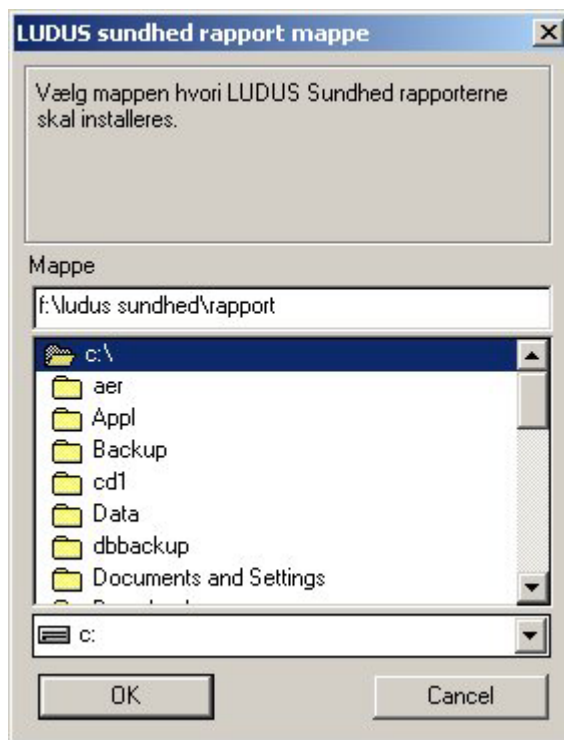 LUDUS sundhed rapport mappe
Vælg mappen hvori LUDUS Sundhed rapporterne
skal installeres.
Mappe
f:\ludus sundhed\rapport
c:\
aer
Appl
Backup
cd1
Data
dbbackup
Documents and Settings
c:
OK Cancel